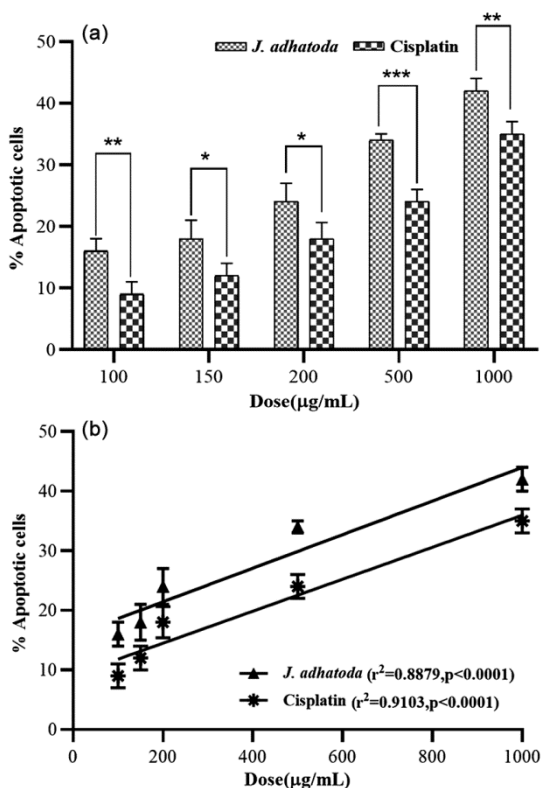 (a)
J. adhatoda Cisplatin
50
40
30
20
10
0
% Apoptotic cells
** * * *** **
100 150 200 500 1000
Dose(μg/mL)
(b)
50
40
30
20
10
0
% Apoptotic cells
J. adhatoda (r²=0.8879,p<0.0001)
Cisplatin (r²=0.9103,p<0.0001)
0 200 400 600 800 1000
Dose(μg/mL)